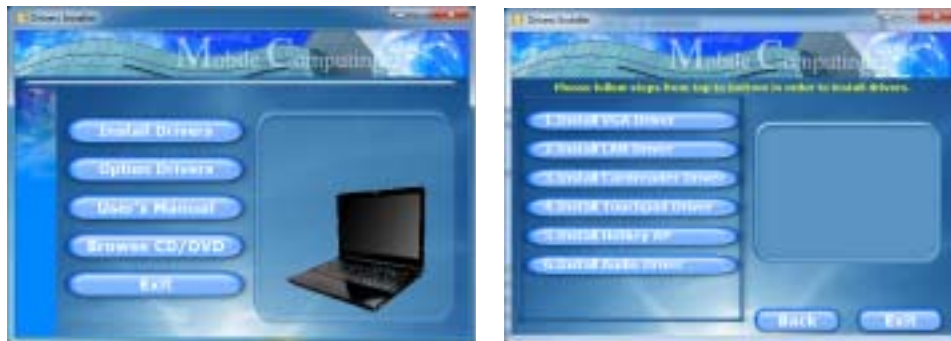 Drivers Installer
Mobile Computing
Install Drivers
Option Drivers
User's Manual
Browse CD/DVD
Exit
Drivers Installer
Mobile Computing
Please follow steps from top to bottom in order to install drivers.
1.Install VGA Driver
2.Install LAN Driver
3.Install Cardreader Driver
4.Install Touchpad Driver
5.Install Hotkey AP
6.Install Audio Driver
Back
Exit